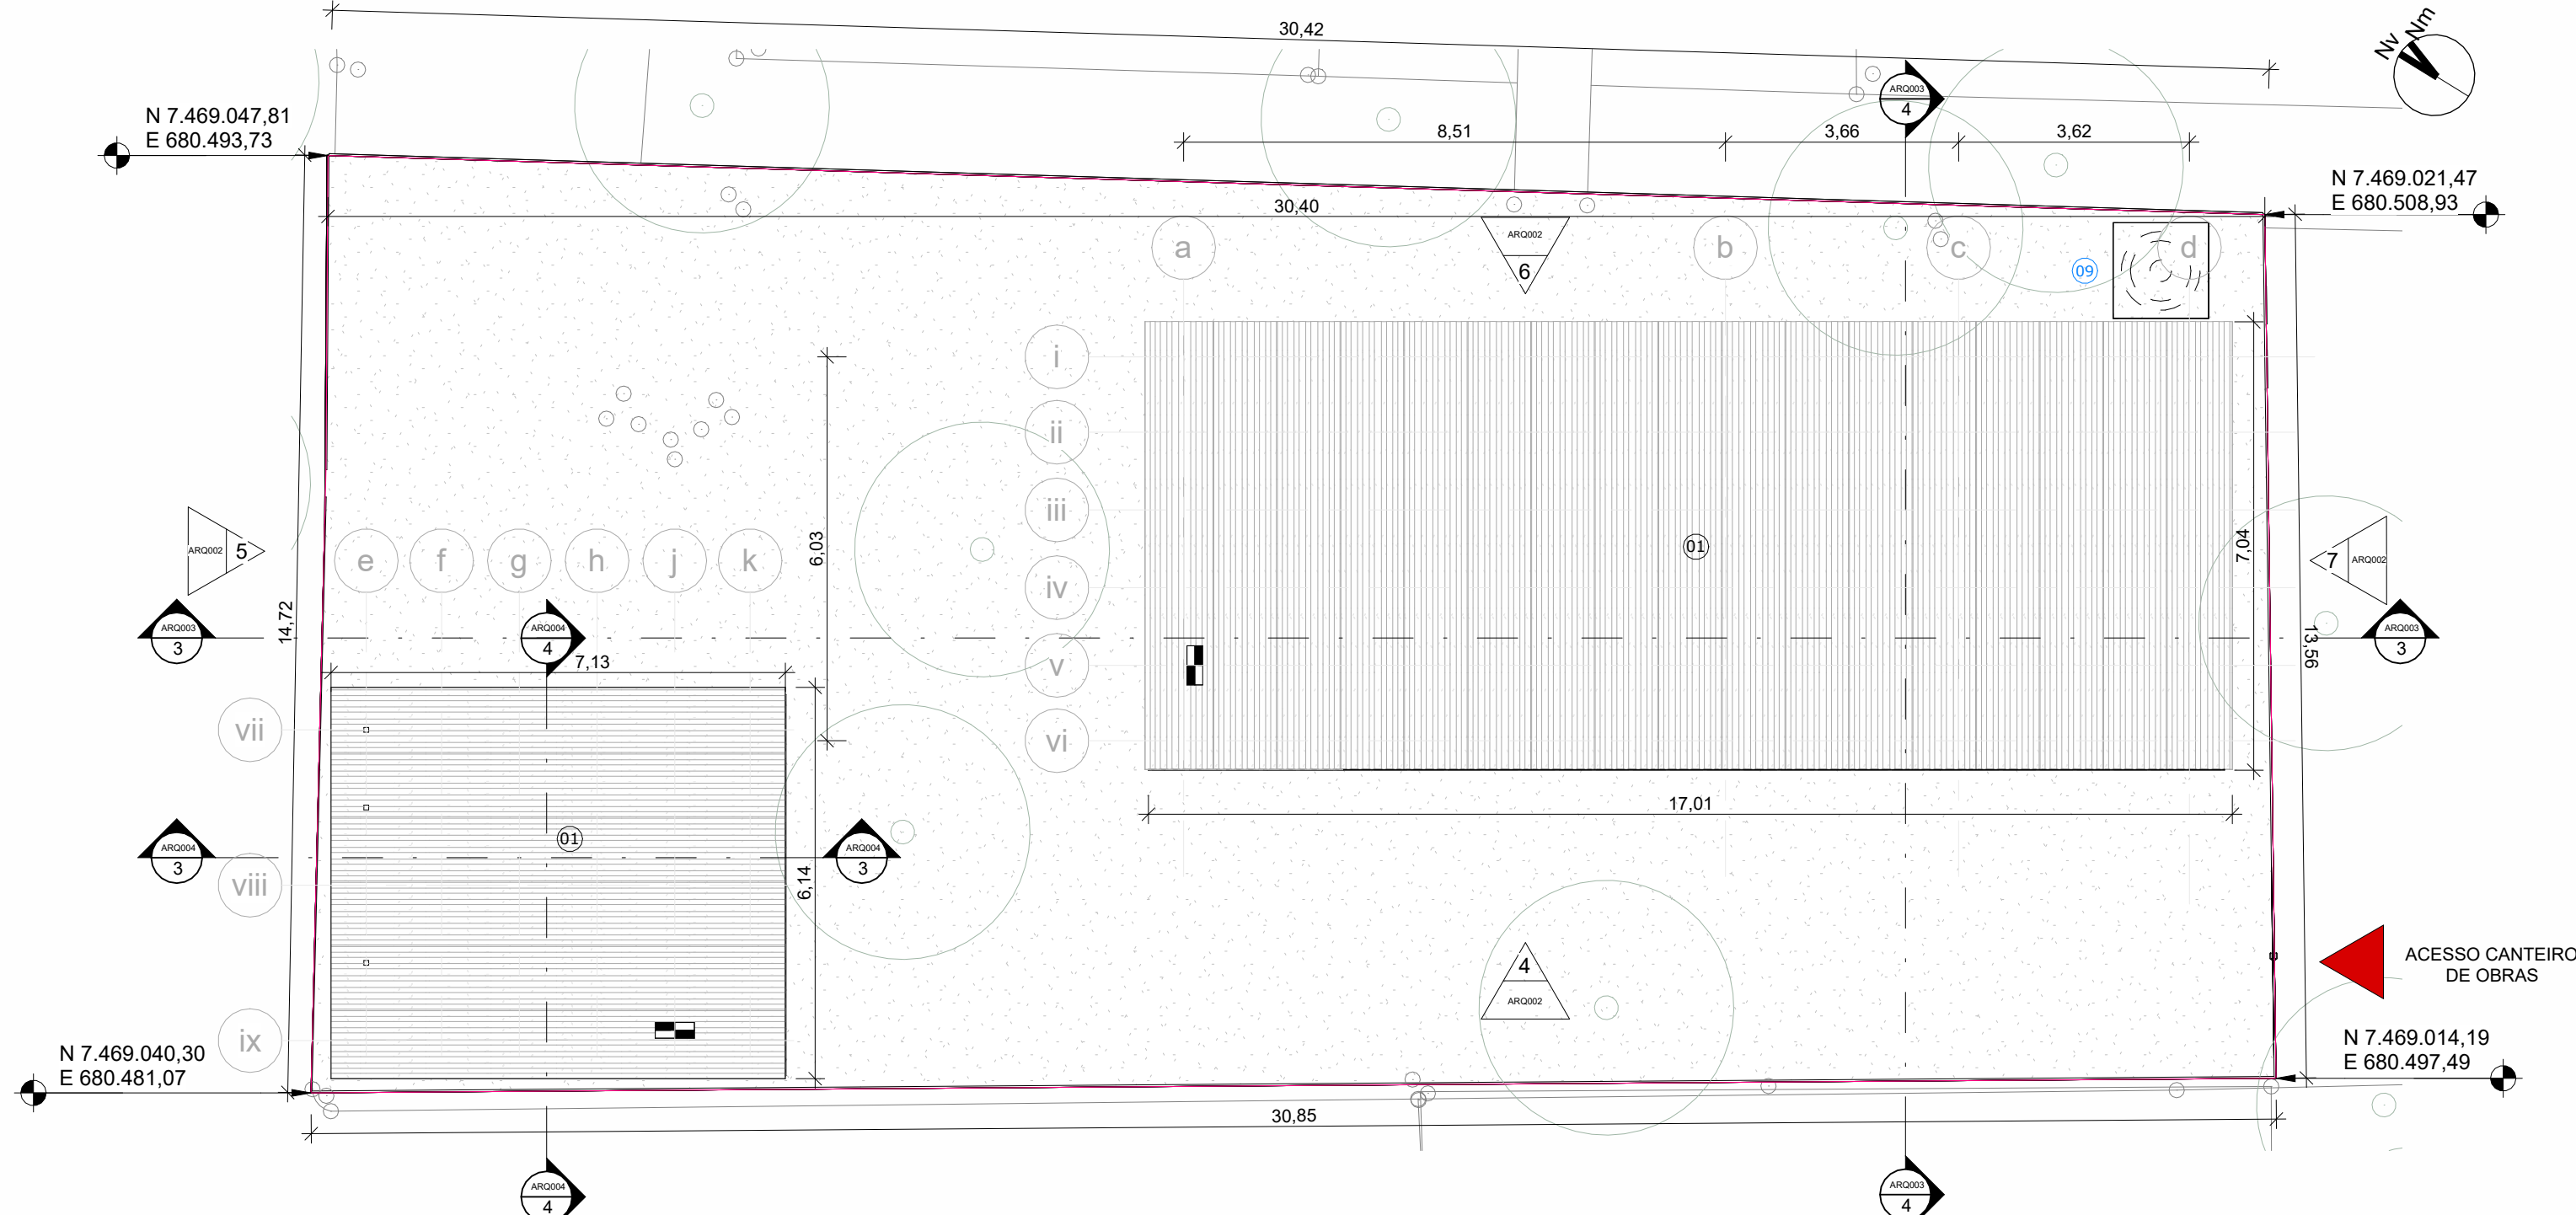 30,42
Nv
Nm
N 7.469.047,81
E 680.493,73
ARQ003
4
8,51
3,66
3,62
N 7.469.021,47
E 680.508,93
30,40
a
ARQ002
6
b
c
09
d
i
ii
iii
iv
v
vi
01
7,04
6,03
ARQ002
5
e
f
g
h
j
k
7
ARQ002
14,72
13,56
ARQ003
3
ARQ004
4
ARQ003
3
7,13
vii
17,01
01
ARQ004
3
ARQ004
3
viii
6,14
4
ARQ002
ACESSO CANTEIRO
DE OBRAS
ix
N 7.469.040,30
E 680.481,07
N 7.469.014,19
E 680.497,49
30,85
ARQ004
4
ARQ003
4